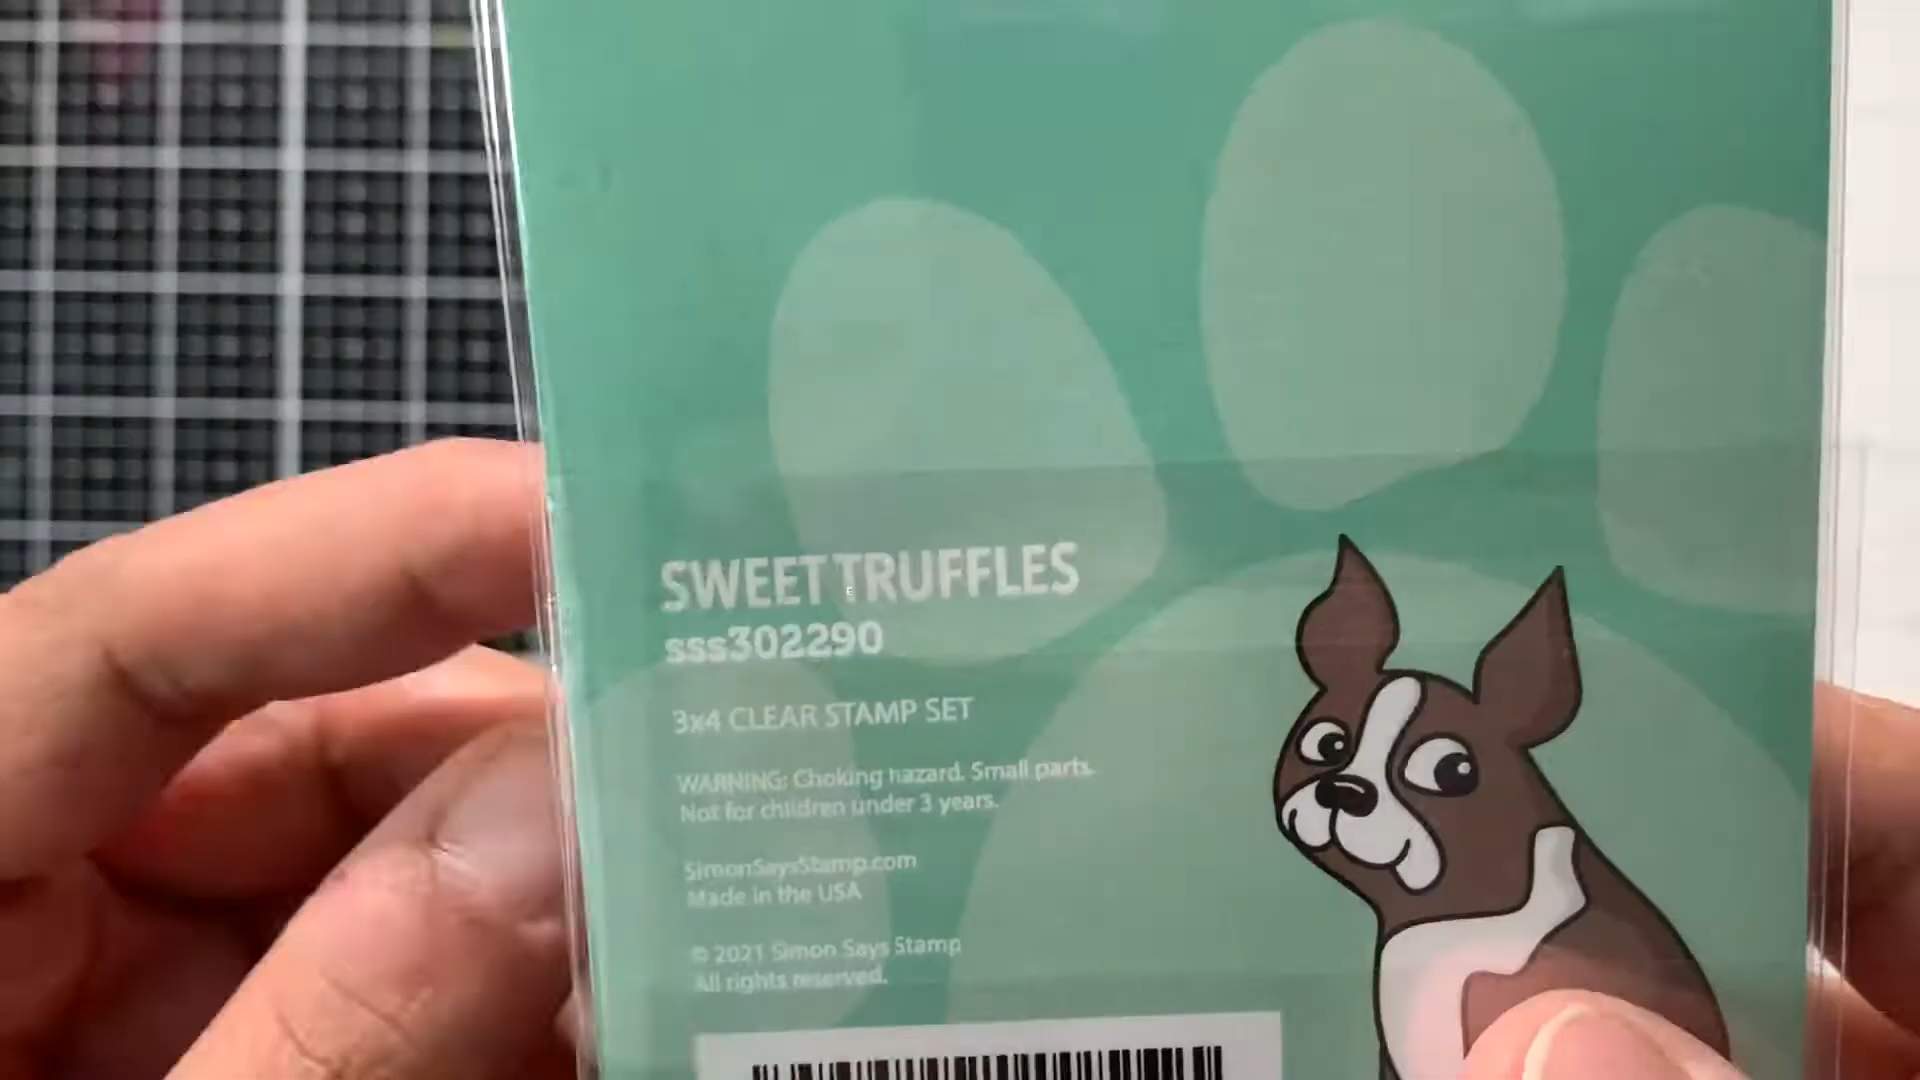 SWEET TRUFFLES
sss302290
3x4 CLEAR STAMP SET
WARNING: Choking hazard. Small parts.
Not for children under 3 years.
SimonSaysStamp.com
Made in the USA
© 2021 Simon Says Stamp
All rights reserved.